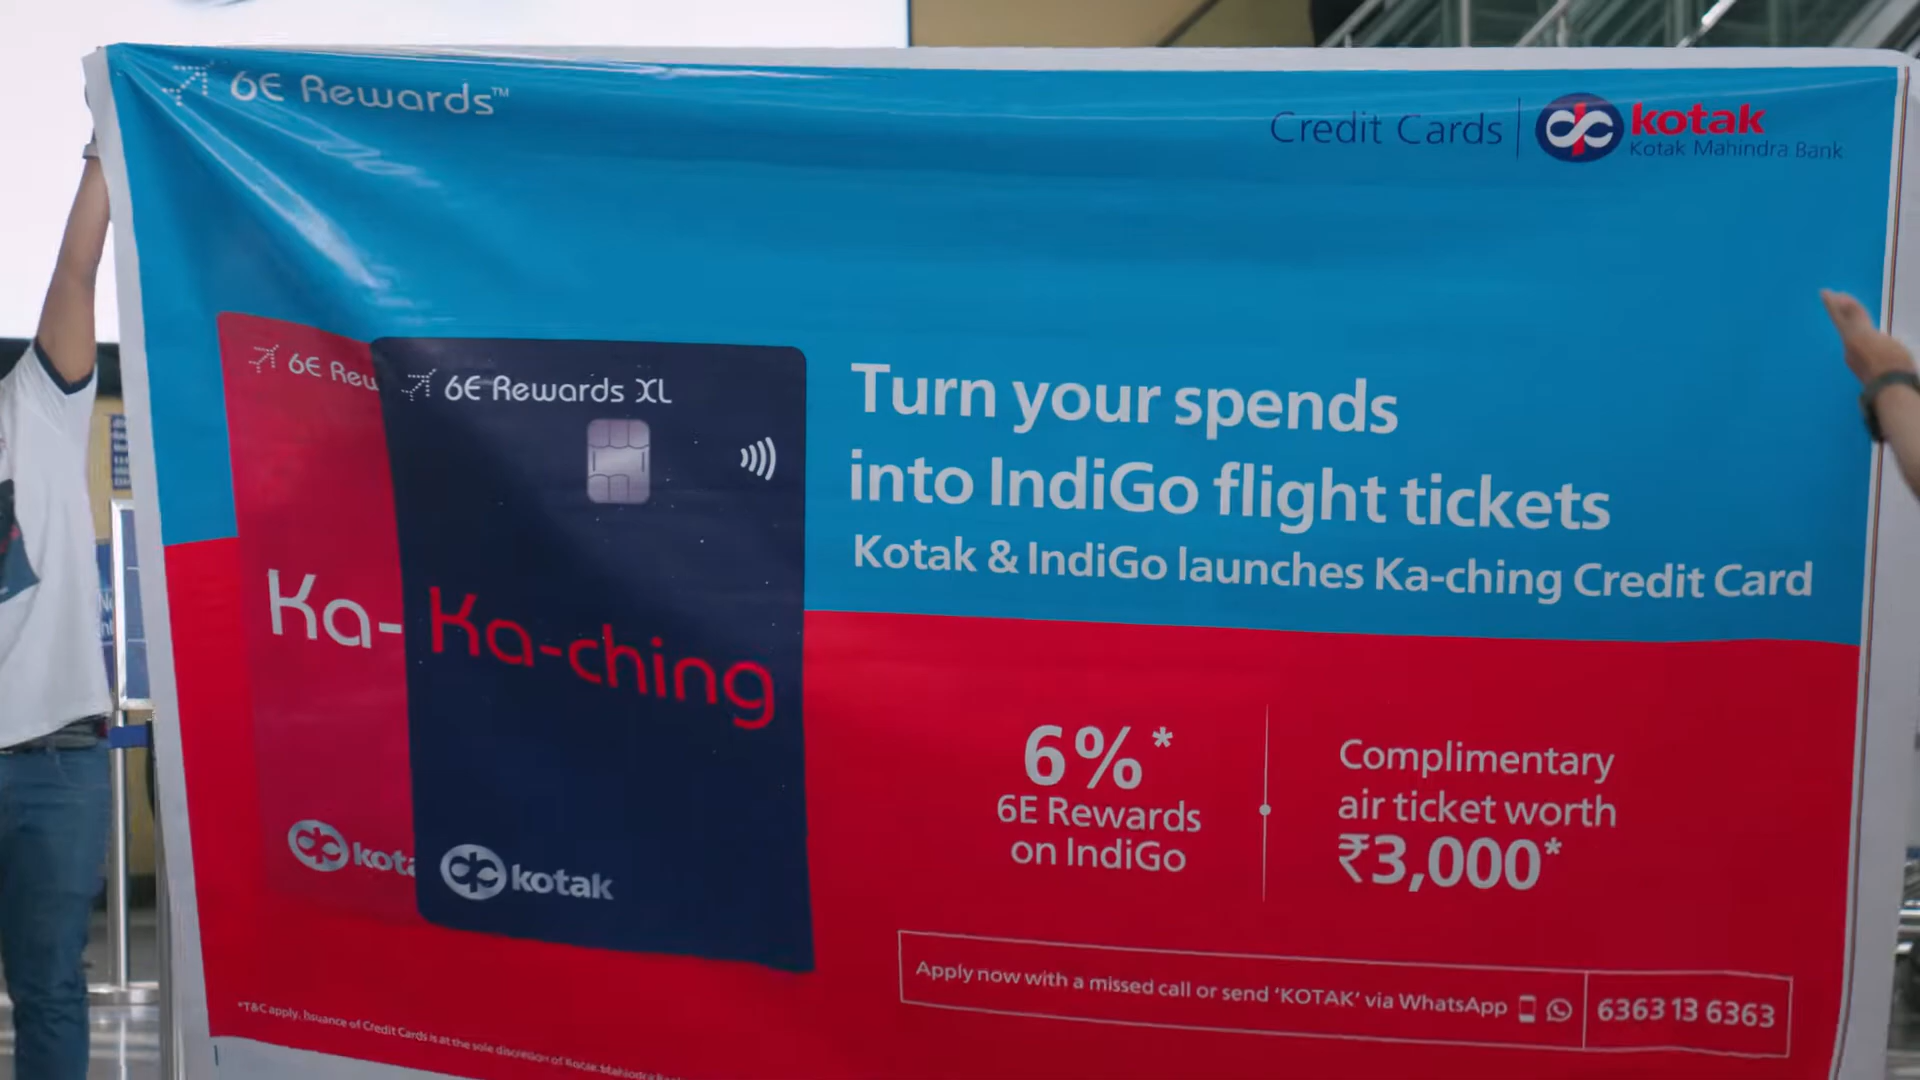 6E Rewards™
Credit Cards
kotak
Kotak Mahindra Bank
6E Rew
6E Rewards XL
Ka-
Ka-ching
kota
kotak
Turn your spends
into IndiGo flight tickets
Kotak & IndiGo launches Ka-ching Credit Card
6%*
6E Rewards
on IndiGo
Complimentary
air ticket worth
₹3,000*
Apply now with a missed call or send ‘KOTAK’ via WhatsApp
6363 13 6363
*T&C apply. Issuance of Credit Cards is at the sole discretion of Kotak Mahindra